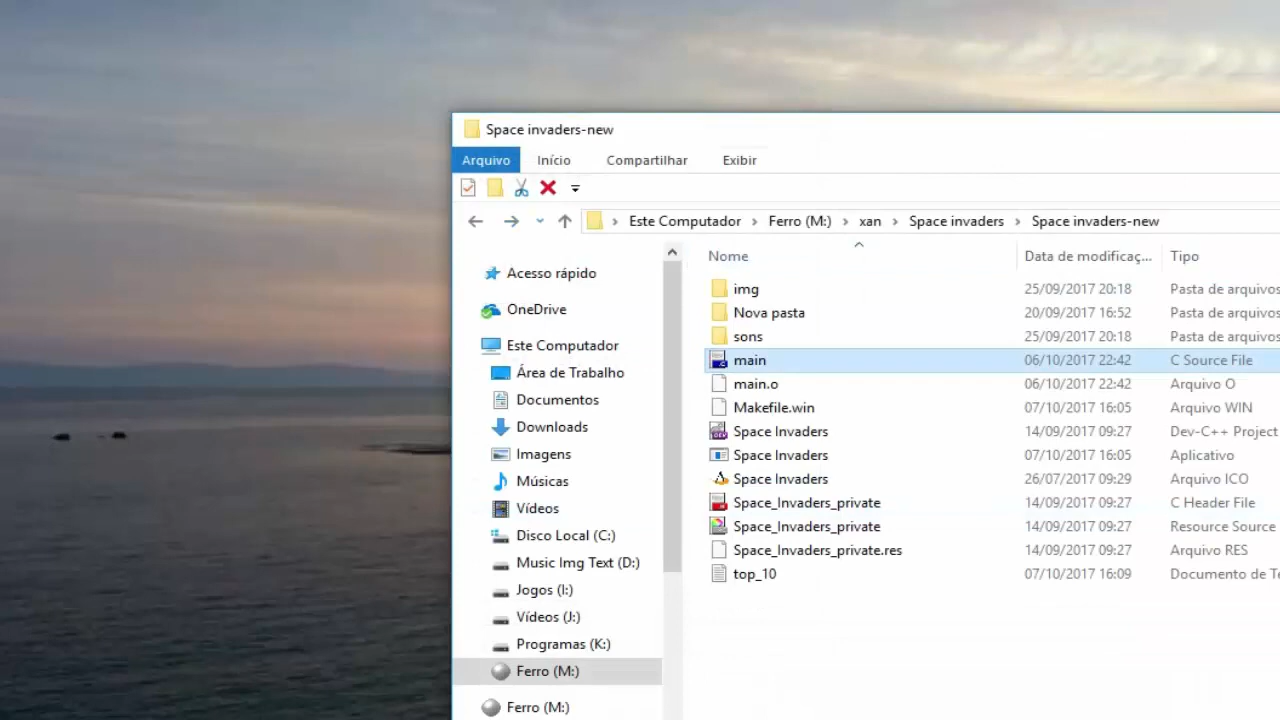 Space invaders-new
Arquivo Início Compartilhar Exibir
Este Computador Ferro (M:) xan Space invaders Space invaders-new
Acesso rápido
OneDrive
Este Computador
Área de Trabalho
Documentos
Downloads
Imagens
Músicas
Vídeos
Disco Local (C:)
Music Img Text (D:)
Jogos (I:)
Vídeos (J:)
Programas (K:)
Ferro (M:)
Ferro (M:)
Nome Data de modificaç... Tipo
img 25/09/2017 20:18 Pasta de arquivos
Nova pasta 20/09/2017 16:52 Pasta de arquivos
sons 25/09/2017 20:18 Pasta de arquivos
main 06/10/2017 22:42 C Source File
main.o 06/10/2017 22:42 Arquivo O
Makefile.win 07/10/2017 16:05 Arquivo WIN
Space Invaders 14/09/2017 09:27 Dev-C++ Project
Space Invaders 07/10/2017 16:05 Aplicativo
Space Invaders 26/07/2017 09:29 Arquivo ICO
Space_Invaders_private 14/09/2017 09:27 C Header File
Space_Invaders_private 14/09/2017 09:27 Resource Source
Space_Invaders_private.res 14/09/2017 09:27 Arquivo RES
top_10 07/10/2017 16:09 Documento de Te